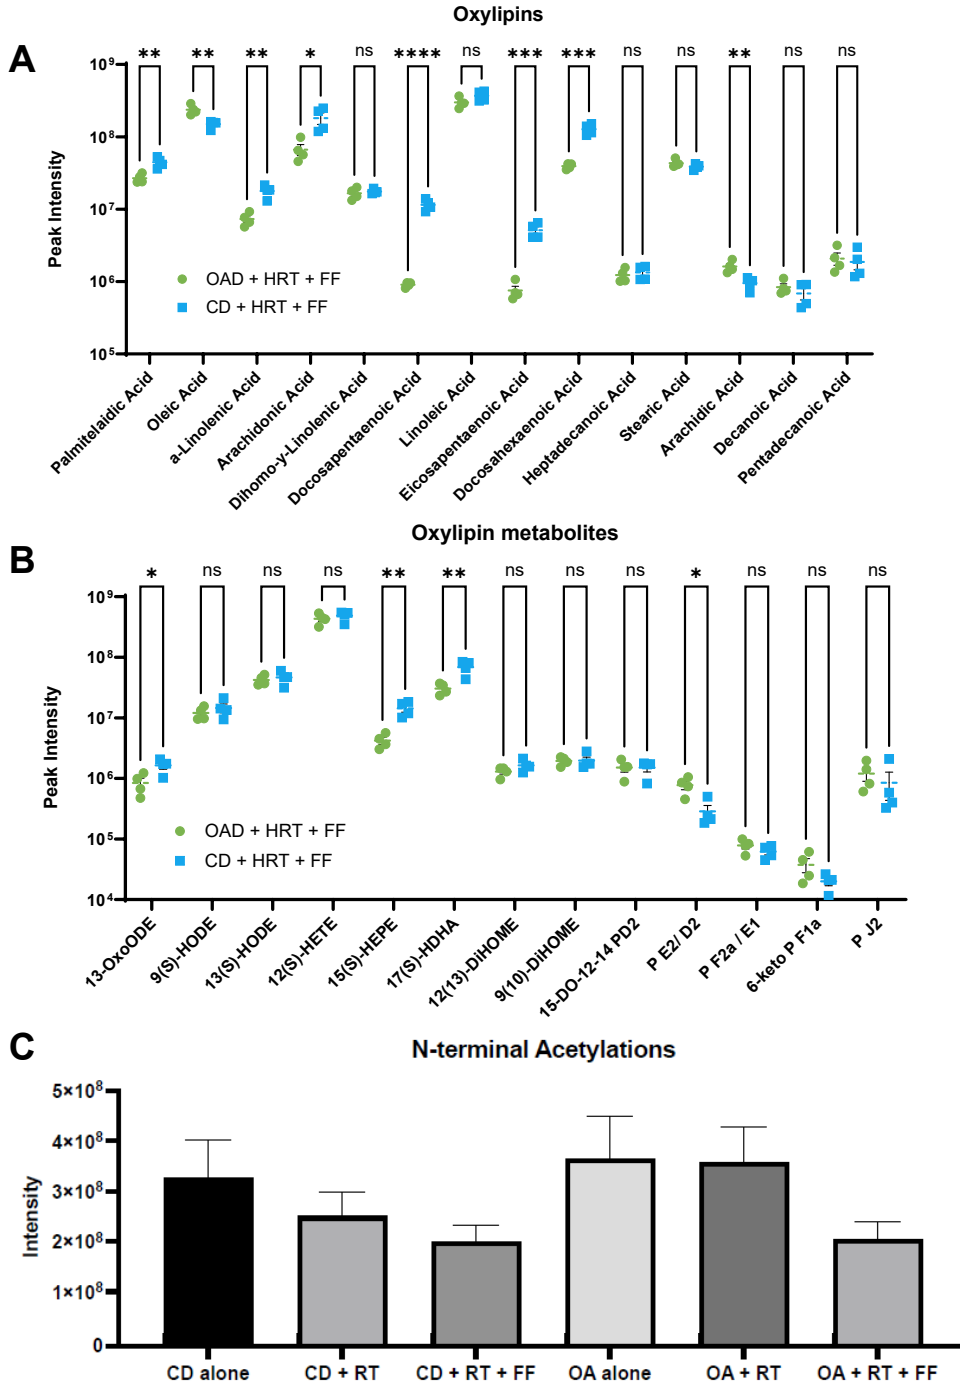 Oxylipins
A
** ** ** * ns **** ns *** *** ns ns ** ns ns
10⁹
10⁸
10⁷
10⁶
10⁵
Peak Intensity
OAD + HRT + FF
CD + HRT + FF
Palmitelaidic Acid
Oleic Acid
a-Linolenic Acid
Arachidonic Acid
Dihomo-y-Linolenic Acid
Docosapentaenoic Acid
Linoleic Acid
Eicosapentaenoic Acid
Docosahexaenoic Acid
Heptadecanoic Acid
Stearic Acid
Arachidic Acid
Decanoic Acid
Pentadecanoic Acid
Oxylipin metabolites
B
* ns ns ns ** ** ns ns ns * ns ns ns
10⁹
10⁸
10⁷
10⁶
10⁵
10⁴
Peak Intensity
OAD + HRT + FF
CD + HRT + FF
13-OxoODE
9(S)-HODE
13(S)-HODE
12(S)-HETE
15(S)-HEPE
17(S)-HDHA
12(13)-DiHOME
9(10)-DiHOME
15-DO-12-14 PD2
P E2/ D2
P F2a / E1
6-keto P F1a
P J2
C
N-terminal Acetylations
5×10⁸
4×10⁸
3×10⁸
2×10⁸
1×10⁸
0
Intensity
CD alone
CD + RT
CD + RT + FF
OA alone
OA + RT
OA + RT + FF